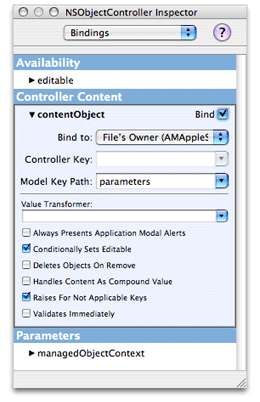 NSObjectController Inspector
Bindings
?
Availability
editable
Controller Content
contentObject Bind
Bind to: File's Owner (AMAppleS
Controller Key:
Model Key Path: parameters
Value Transformer:
Always Presents Application Modal Alerts
Conditionally Sets Editable
Deletes Objects On Remove
Handles Content As Compound Value
Raises For Not Applicable Keys
Validates Immediately
Parameters
managedObjectContext